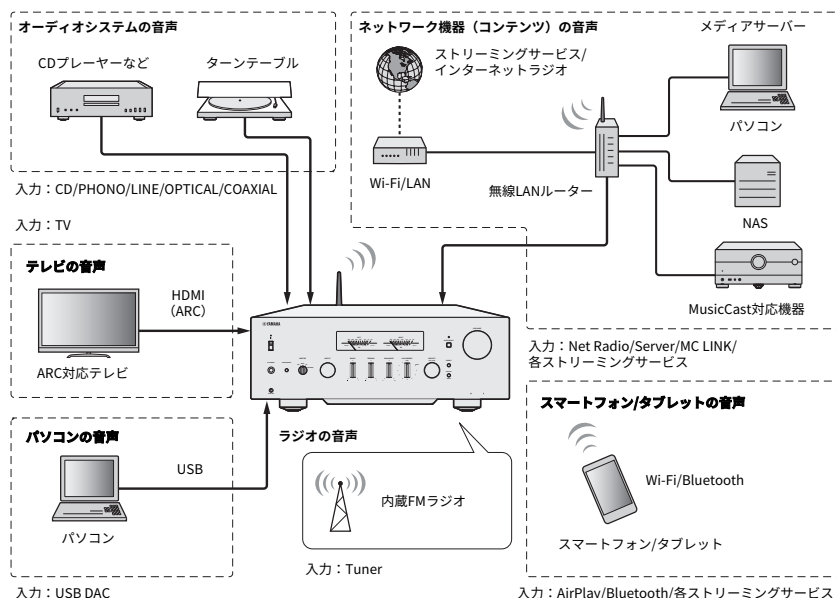 オーディオシステムの音声
CDプレーヤーなど
ターンテーブル
入力：CD/PHONO/LINE/OPTICAL/COAXIAL
ネットワーク機器（コンテンツ）の音声
ストリーミングサービス/
インターネットラジオ
Wi-Fi/LAN
無線LANルーター
メディアサーバー
パソコン
NAS
MusicCast対応機器
入力：Net Radio/Server/MC LINK/
各ストリーミングサービス
入力：TV
テレビの音声
HDMI
（ARC）
ARC対応テレビ
YAMAHA
パソコンの音声
USB
パソコン
入力：USB DAC
ラジオの音声
内蔵FMラジオ
入力：Tuner
スマートフォン/タブレットの音声
Wi-Fi/Bluetooth
スマートフォン/タブレット
入力：AirPlay/Bluetooth/各ストリーミングサービス